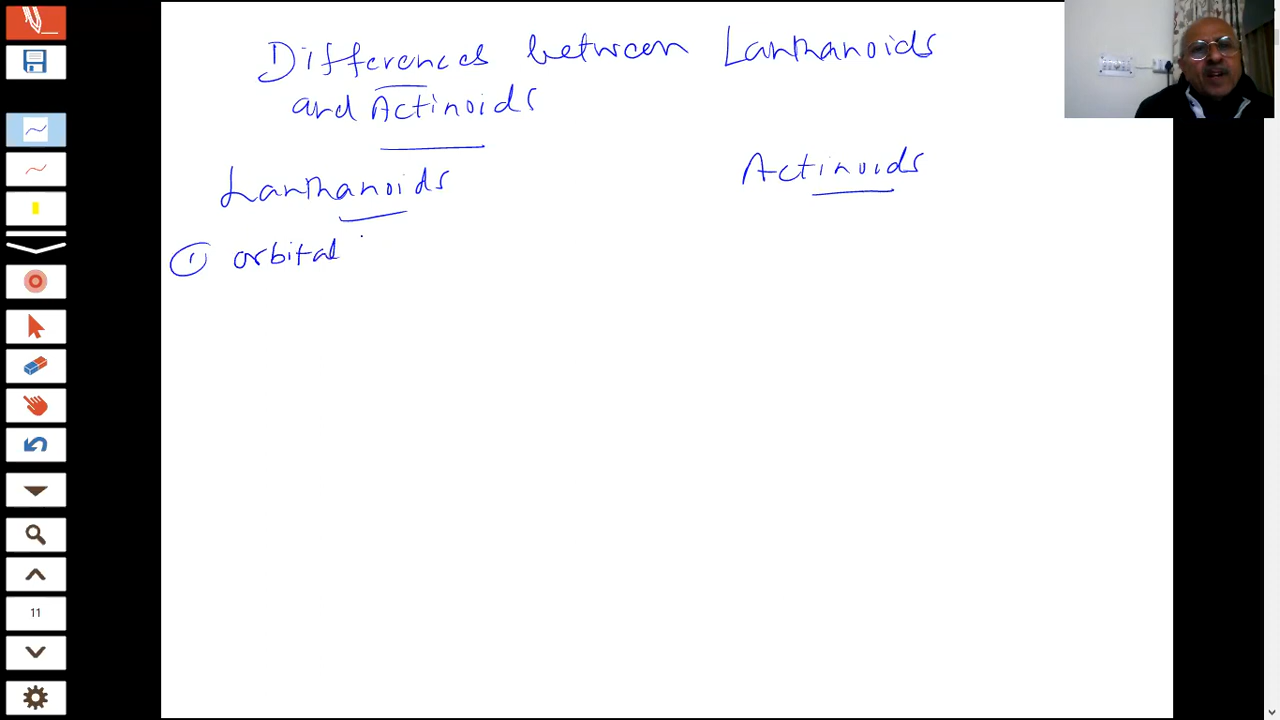 Differences between Lanthanoids
and Actinoids
Lanthanoids
Actinoids
① orbital
11